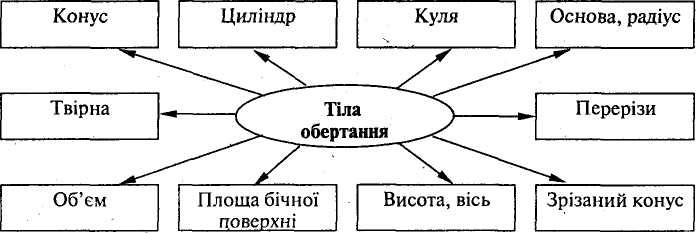 Конус
Циліндр
Куля
Основа, радіус
Твірна
Тіла
обертання
Перерізи
Об’єм
Площа бічної
поверхні
Висота, вісь
Зрізаний конус